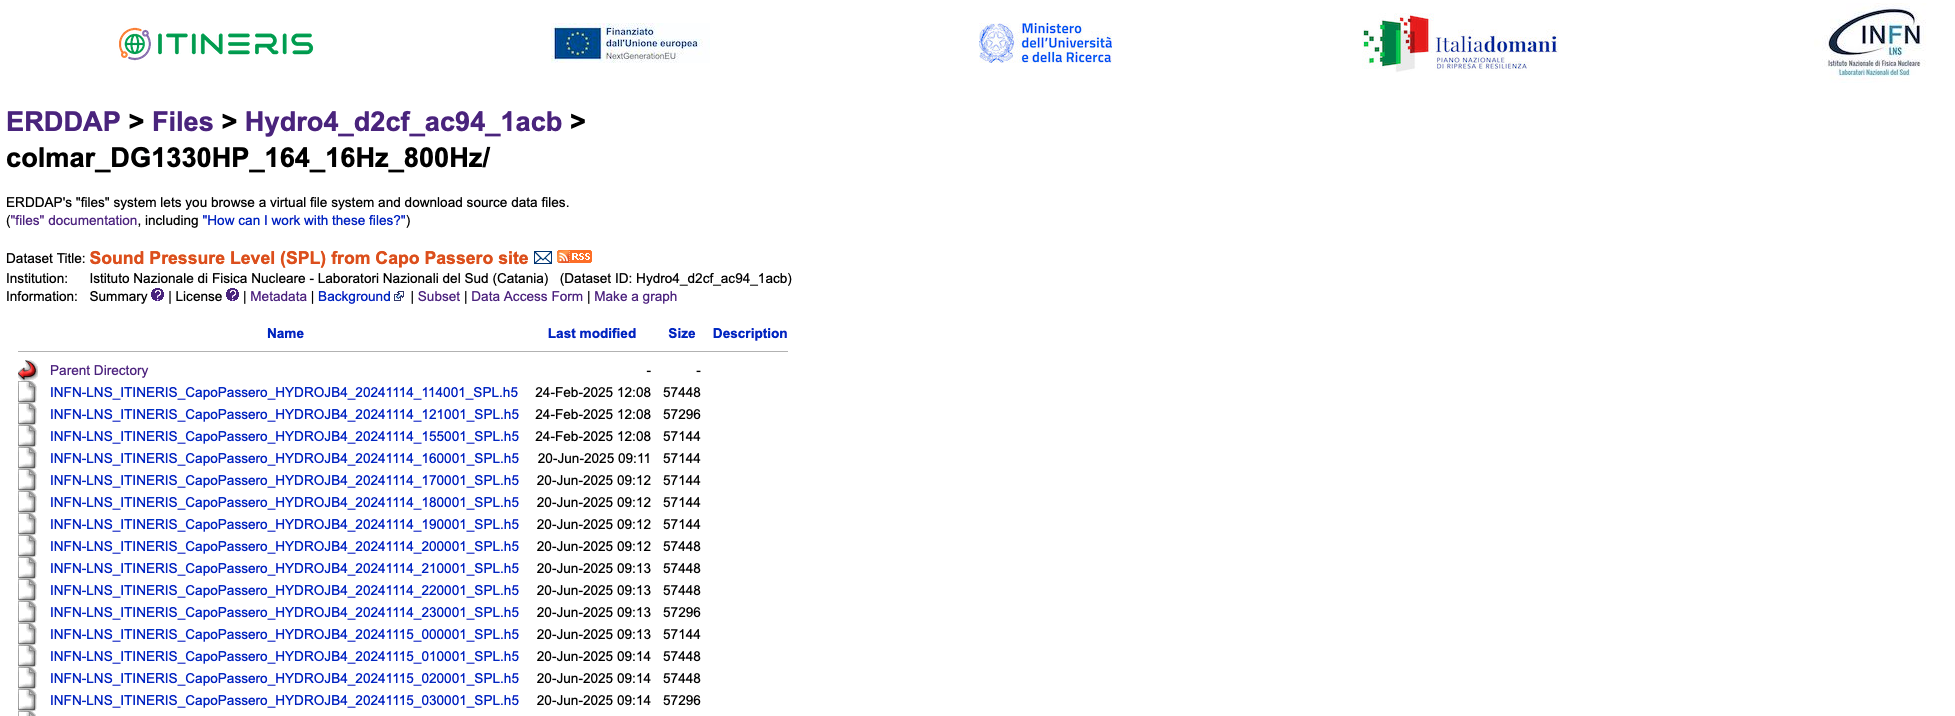 ITINERIS
Finanziato
dall'Unione europea
NextGenerationEU
Ministero
dell'Università
e della Ricerca
Italiadomani
PIANO NAZIONALE
DI RIPRESA E RESILIENZA
INFN
LNS
Istituto Nazionale di Fisica Nucleare
Laboratori Nazionali del Sud
ERDDAP > Files > Hydro4_d2cf_ac94_1acb >
colmar_DG1330HP_164_16Hz_800Hz/
ERDDAP's "files" system lets you browse a virtual file system and download source data files.
("files" documentation, including "How can I work with these files?")
Dataset Title: Sound Pressure Level (SPL) from Capo Passero site RSS
Institution: Istituto Nazionale di Fisica Nucleare - Laboratori Nazionali del Sud (Catania) (Dataset ID: Hydro4_d2cf_ac94_1acb)
Information: Summary ? | License ? | Metadata | Background | Subset | Data Access Form | Make a graph
Name Last modified Size Description
Parent Directory - -
INFN-LNS_ITINERIS_CapoPassero_HYDROJB4_20241114_114001_SPL.h5 24-Feb-2025 12:08 57448
INFN-LNS_ITINERIS_CapoPassero_HYDROJB4_20241114_121001_SPL.h5 24-Feb-2025 12:08 57296
INFN-LNS_ITINERIS_CapoPassero_HYDROJB4_20241114_155001_SPL.h5 24-Feb-2025 12:08 57144
INFN-LNS_ITINERIS_CapoPassero_HYDROJB4_20241114_160001_SPL.h5 20-Jun-2025 09:11 57144
INFN-LNS_ITINERIS_CapoPassero_HYDROJB4_20241114_170001_SPL.h5 20-Jun-2025 09:12 57144
INFN-LNS_ITINERIS_CapoPassero_HYDROJB4_20241114_180001_SPL.h5 20-Jun-2025 09:12 57144
INFN-LNS_ITINERIS_CapoPassero_HYDROJB4_20241114_190001_SPL.h5 20-Jun-2025 09:12 57144
INFN-LNS_ITINERIS_CapoPassero_HYDROJB4_20241114_200001_SPL.h5 20-Jun-2025 09:12 57448
INFN-LNS_ITINERIS_CapoPassero_HYDROJB4_20241114_210001_SPL.h5 20-Jun-2025 09:13 57448
INFN-LNS_ITINERIS_CapoPassero_HYDROJB4_20241114_220001_SPL.h5 20-Jun-2025 09:13 57448
INFN-LNS_ITINERIS_CapoPassero_HYDROJB4_20241114_230001_SPL.h5 20-Jun-2025 09:13 57296
INFN-LNS_ITINERIS_CapoPassero_HYDROJB4_20241115_000001_SPL.h5 20-Jun-2025 09:13 57144
INFN-LNS_ITINERIS_CapoPassero_HYDROJB4_20241115_010001_SPL.h5 20-Jun-2025 09:14 57448
INFN-LNS_ITINERIS_CapoPassero_HYDROJB4_20241115_020001_SPL.h5 20-Jun-2025 09:14 57448
INFN-LNS_ITINERIS_CapoPassero_HYDROJB4_20241115_030001_SPL.h5 20-Jun-2025 09:14 57296